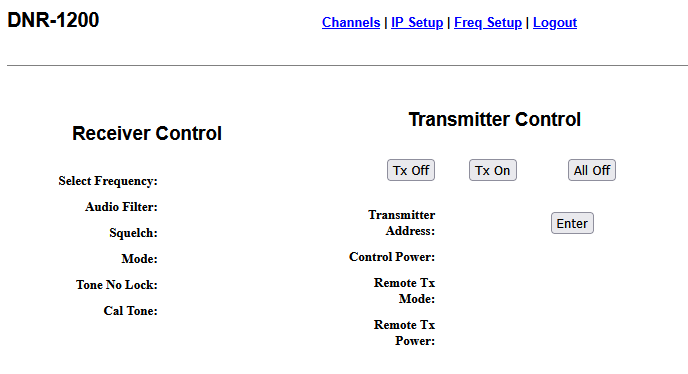 DNR-1200
Channels | IP Setup | Freq Setup | Logout
Receiver Control
Select Frequency:
Audio Filter:
Squelch:
Mode:
Tone No Lock:
Cal Tone:
Transmitter Control
Tx Off Tx On All Off
Transmitter
Address:
Enter
Control Power:
Remote Tx
Mode:
Remote Tx
Power: